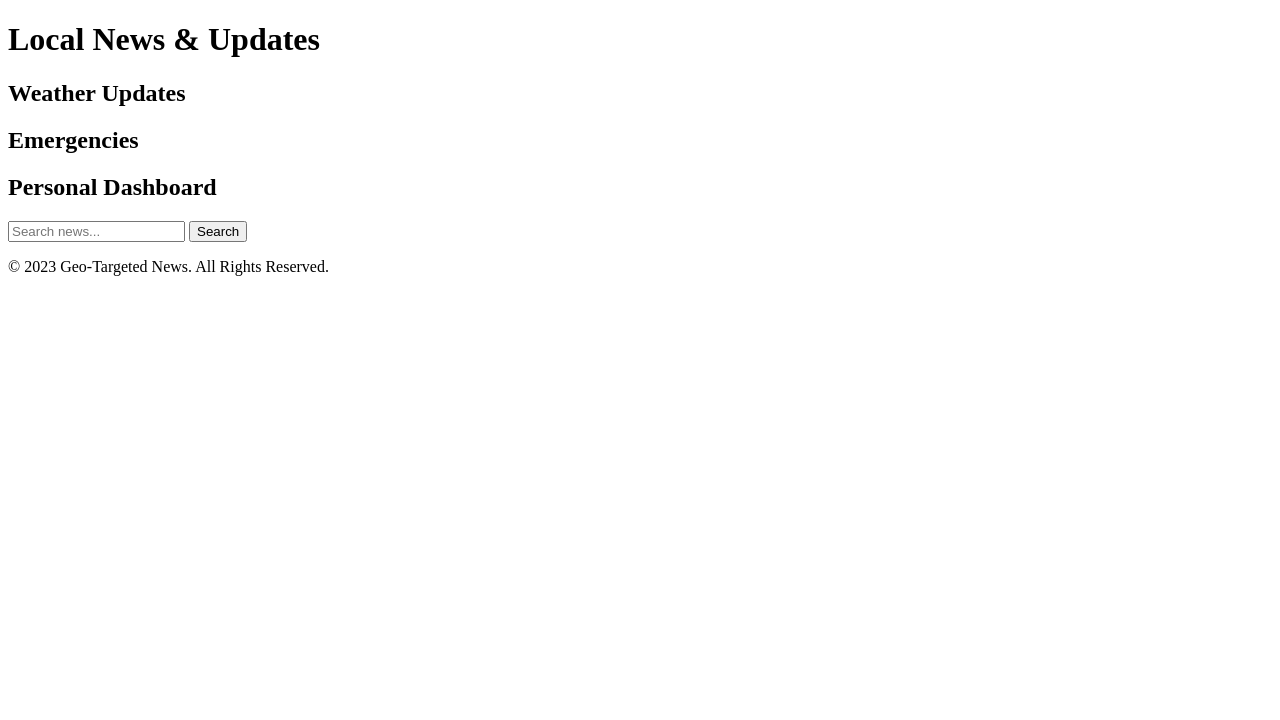 Local News & Updates
Weather Updates
Emergencies
Personal Dashboard
Search news... Search
© 2023 Geo-Targeted News. All Rights Reserved.